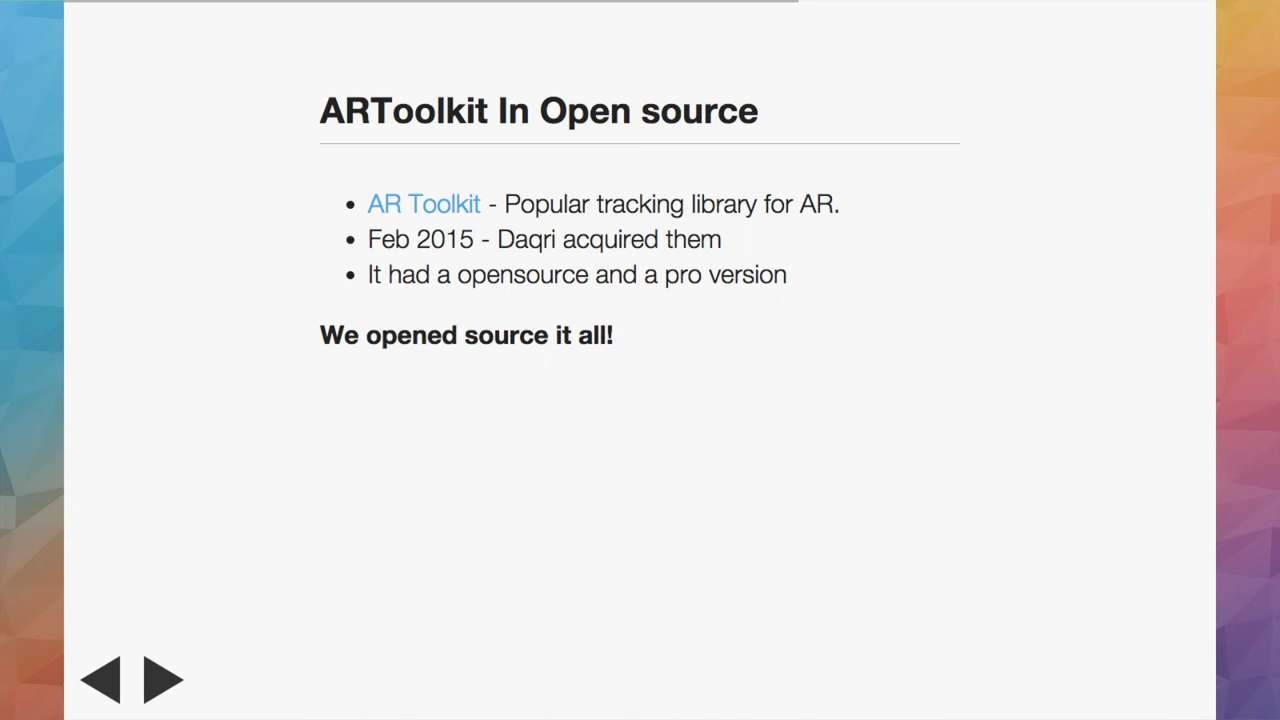 ARToolkit In Open source
• AR Toolkit - Popular tracking library for AR.
• Feb 2015 - Daqri acquired them
• It had a opensource and a pro version
We opened source it all!